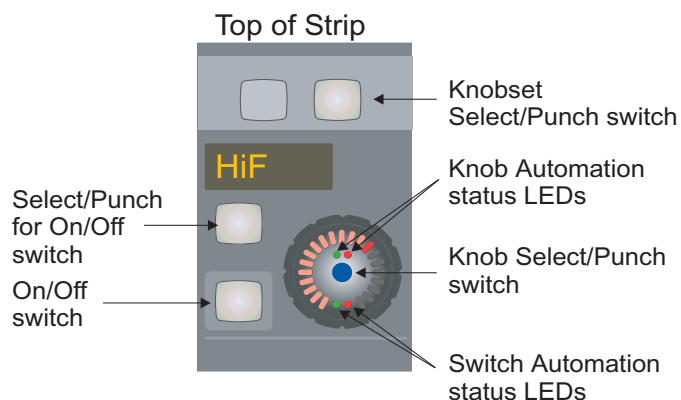 Top of Strip
Knobset
Select/Punch switch
HiF
Knob Automation
status LEDs
Select/Punch
for On/Off
switch
Knob Select/Punch
switch
On/Off
switch
Switch Automation
status LEDs